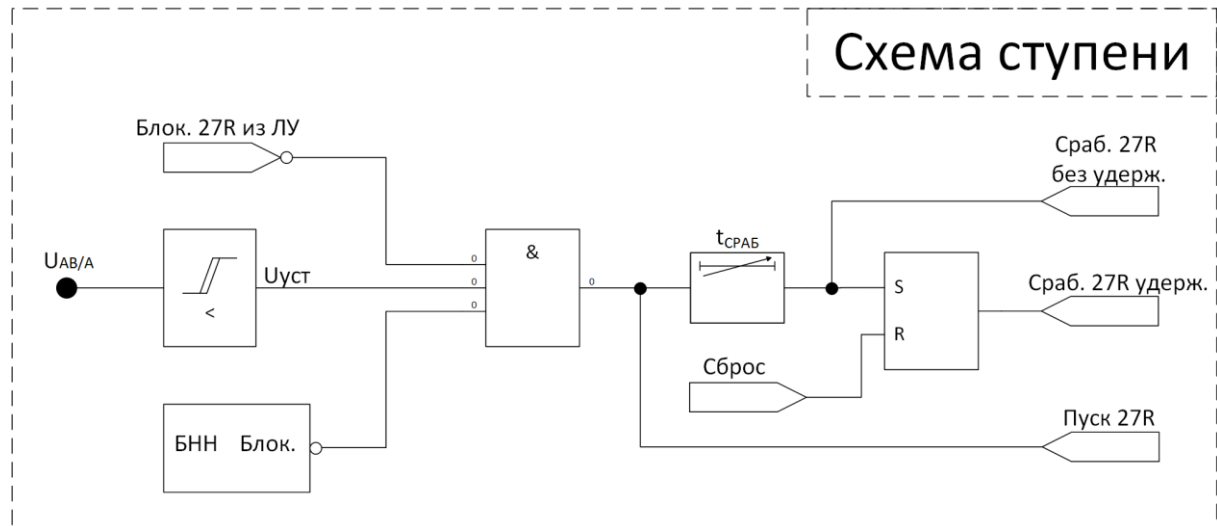 Схема ступени
Блок. 27R из ЛУ
Сраб. 27R
без удерж.
UАВ/А
Uуст
<
0
0
0
&
0
tСРАБ
S
R
Сраб. 27R удерж.
Сброс
БНН Блок.
Пуск 27R